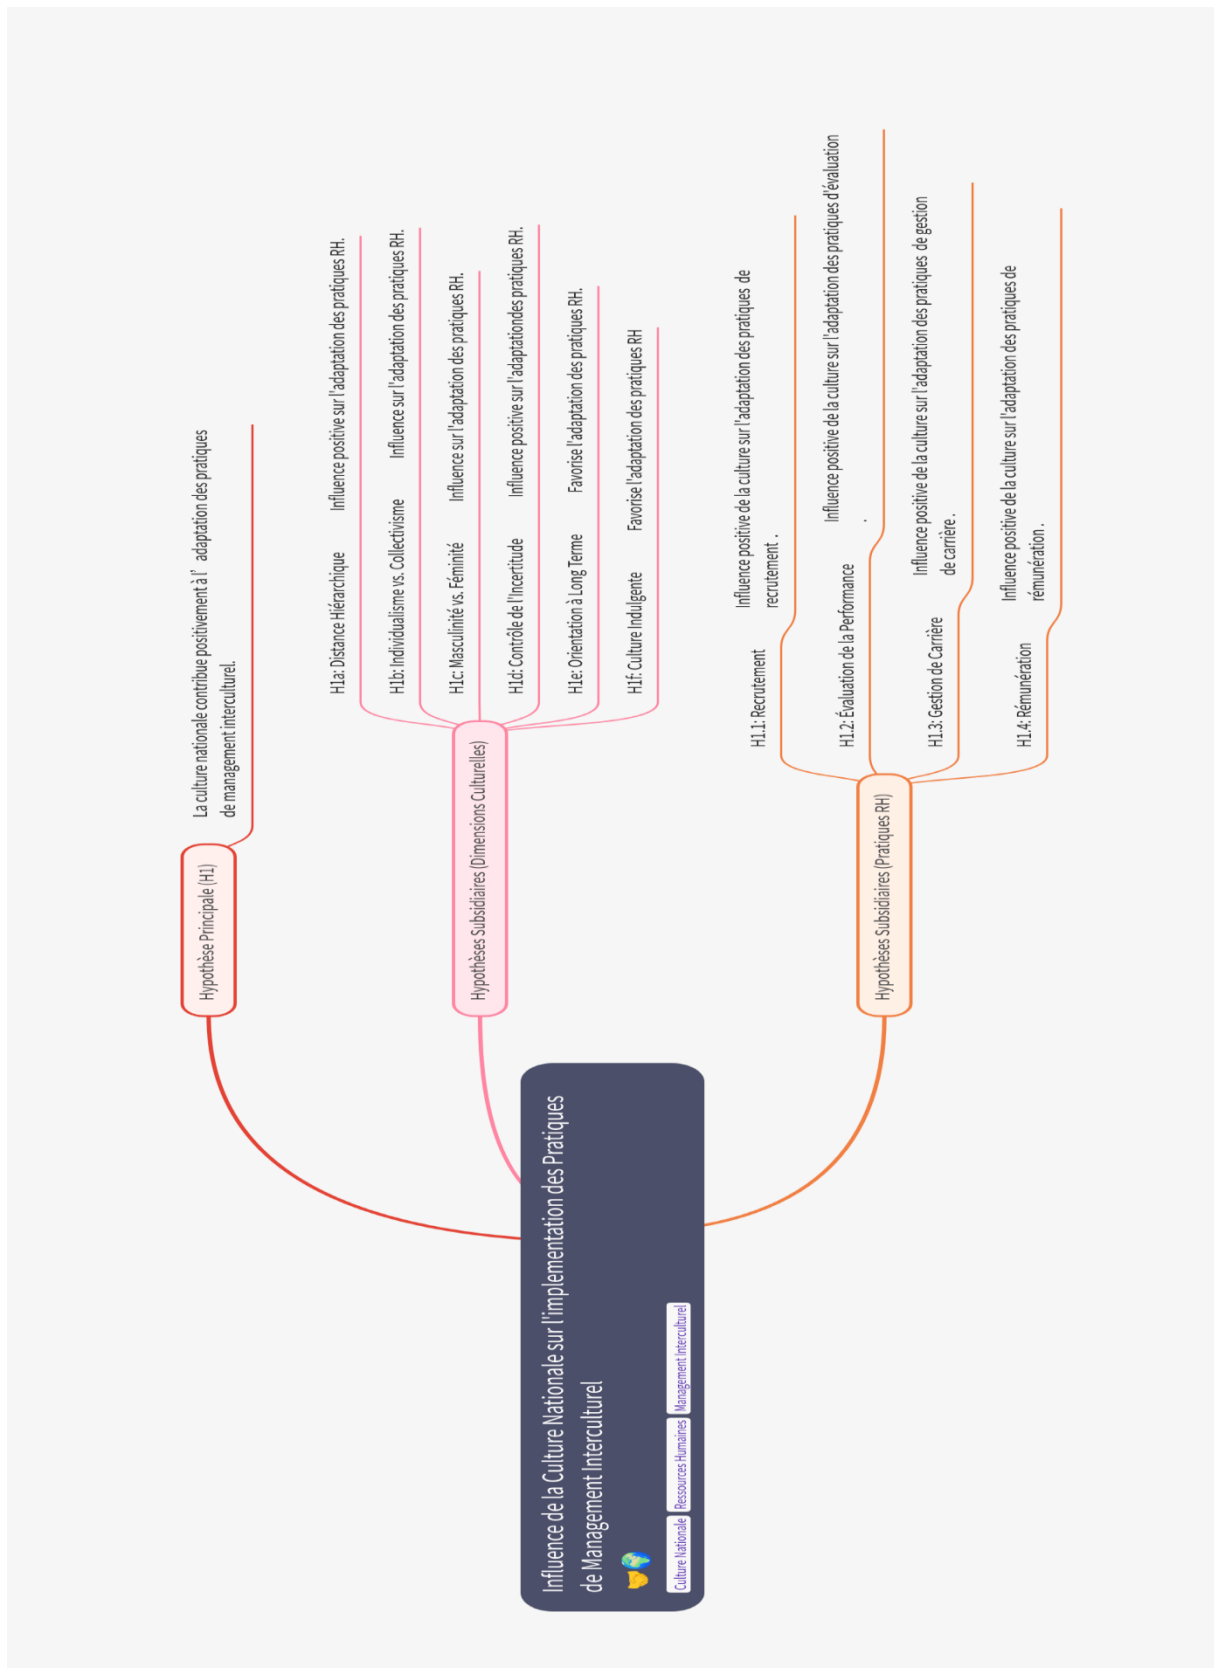 Influence de la Culture Nationale sur l'implementation des Pratiques
de Management Interculturel
Culture Nationale
Ressources Humaines
Management Interculturel
Hypothèse Principale (H1)
La culture nationale contribue positivement à l' adaptation des pratiques
de management interculturel.
Hypothèses Subsidiaires (Dimensions Culturelles)
H1a: Distance Hiérarchique
Influence positive sur l'adaptation des pratiques RH.
H1b: Individualisme vs. Collectivisme
Influence sur l'adaptation des pratiques RH.
H1c: Masculinité vs. Féminité
Influence sur l'adaptation des pratiques RH.
H1d: Contrôle de l'Incertitude
Influence positive sur l'adaptationdes pratiques RH.
H1e: Orientation à Long Terme
Favorise l'adaptation des pratiques RH.
H1f: Culture Indulgente
Favorise l'adaptation des pratiques RH
Hypothèses Subsidiaires (Pratiques RH)
H1.1: Recrutement
Influence positive de la culture sur l'adaptation des pratiques de
recrutement .
H1.2: Évaluation de la Performance
Influence positive de la culture sur l'adaptation des pratiques d'évaluation
.
H1.3: Gestion de Carrière
Influence positive de la culture sur l'adaptation des pratiques de gestion
de carrière .
H1.4: Rémunération
Influence positive de la culture sur l'adaptation des pratiques de
rémunération .